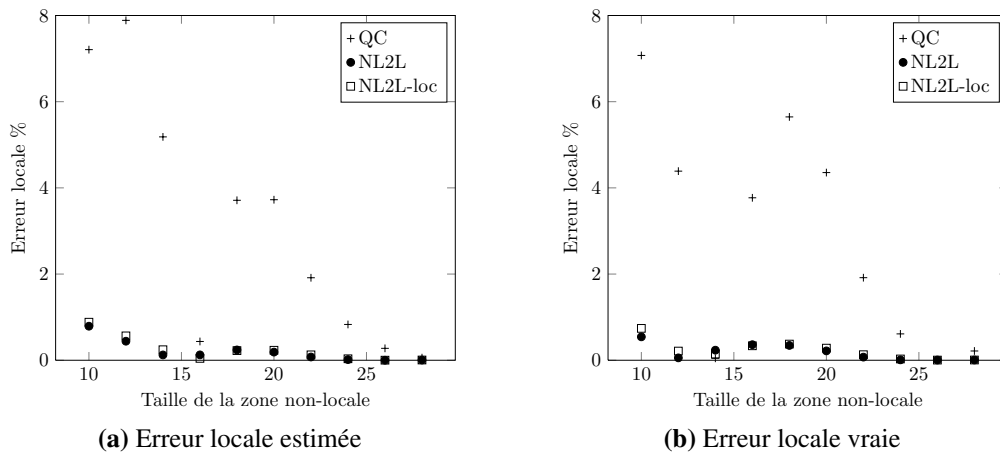 8
6
4
2
0
Erreur locale %
QC
NL2L
NL2L-loc
10
15
20
25
Taille de la zone non-locale
(a) Erreur locale estimée
8
6
4
2
0
Erreur locale %
QC
NL2L
NL2L-loc
10
15
20
25
Taille de la zone non-locale
(b) Erreur locale vraie